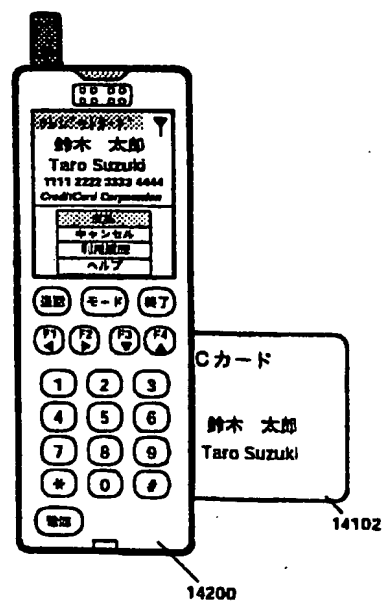 鈴木 太郎
Taro Suzuki
1111 2222 3333 4444
CreditCard Corporation
キャンセル
利用履歴
ヘルプ
モード
終了
F1
F2
F3
F4
1 2 3
4 5 6
7 8 9
* 0 #
電源
Cカード
鈴木 太郎
Taro Suzuki
14102
14200